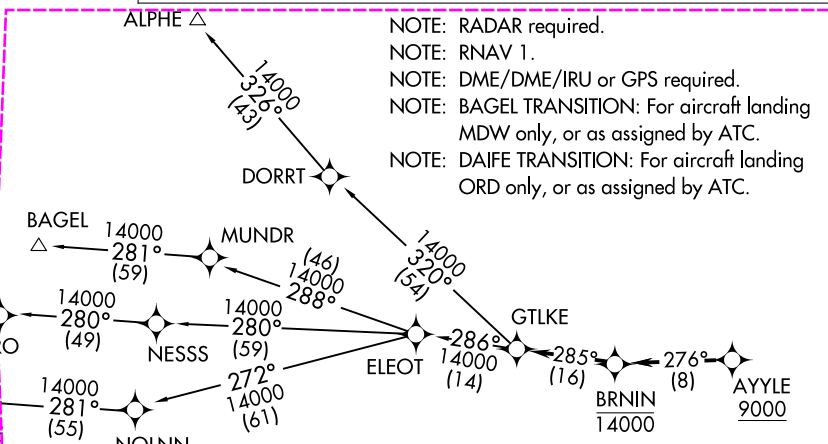 ALPHE
NOTE: RADAR required.
NOTE: RNAV 1.
NOTE: DME/DME/IRU or GPS required.
NOTE: BAGEL TRANSITION: For aircraft landing
MDW only, or as assigned by ATC.
NOTE: DAIFE TRANSITION: For aircraft landing
ORD only, or as assigned by ATC.
14000
326°
(43)
DORRT
BAGEL
14000
281°
(59)
MUNDR
(46)
14000
288°
14000
320°
(54)
14000
280°
(49)
RO
NESSS
14000
280°
(59)
ELEOT
GTLKE
286°
14000
(14)
285°
(16)
BRNIN
14000
276°
(8)
AYYLE
9000
272°
14000
(61)
14000
281°
(55)